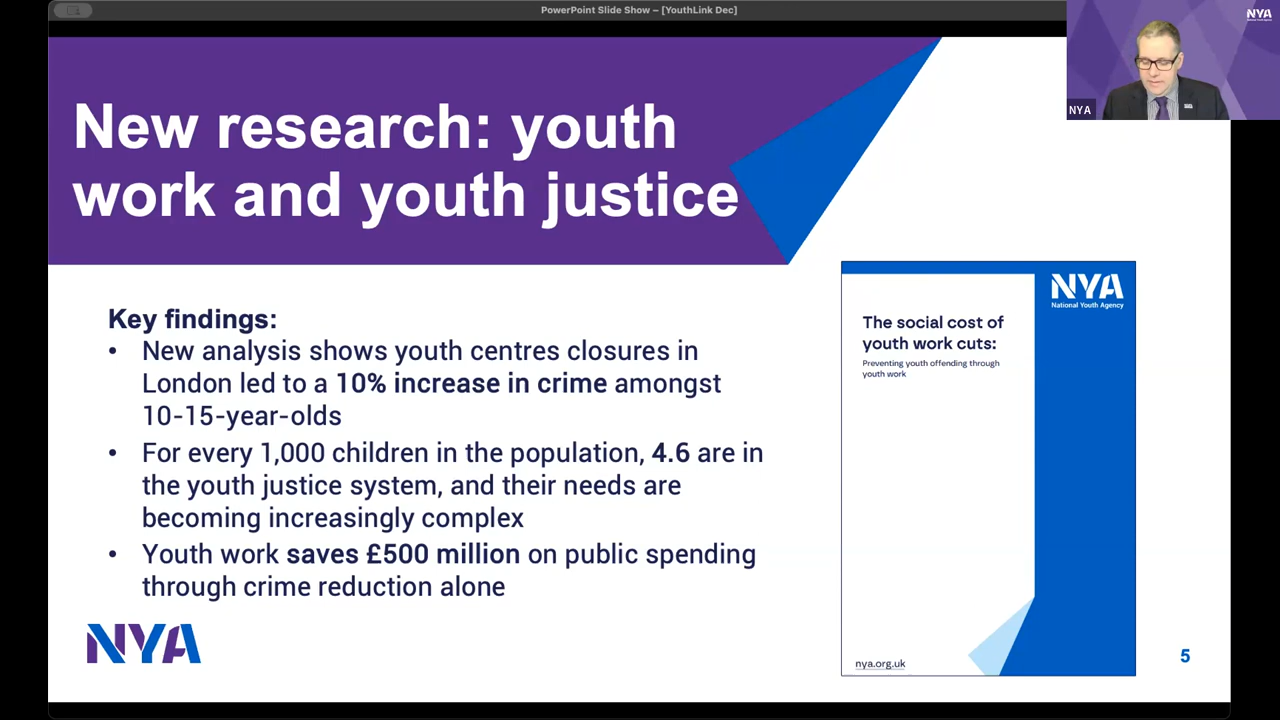 PowerPoint Slide Show – [YouthLink Dec]
NYA
NYA
New research: youth
work and youth justice
Key findings:
• New analysis shows youth centres closures in
London led to a 10% increase in crime amongst
10-15-year-olds
• For every 1,000 children in the population, 4.6 are in
the youth justice system, and their needs are
becoming increasingly complex
• Youth work saves £500 million on public spending
through crime reduction alone
NYA
NYA
National Youth Agency
The social cost of
youth work cuts:
Preventing youth offending through
youth work
nya.org.uk
5